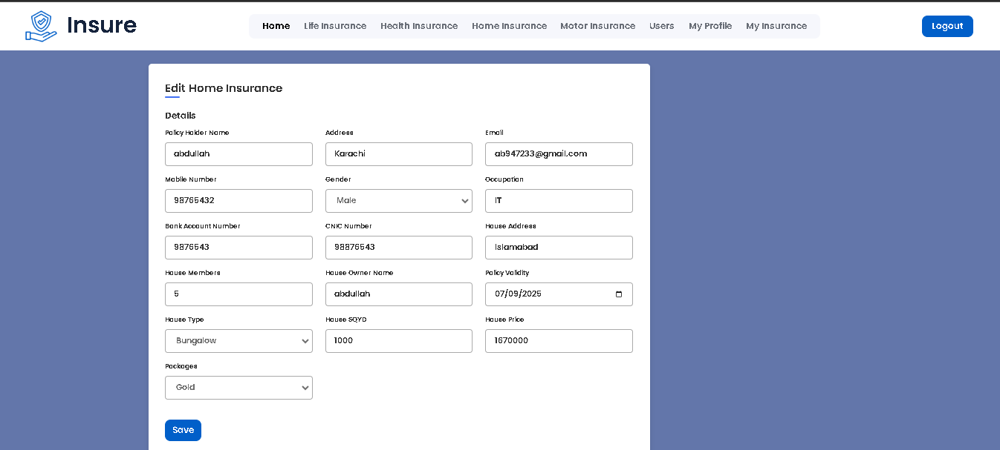 Insure
Home Life Insurance Health Insurance Home Insurance Motor Insurance Users My Profile My Insurance
Logout
Edit Home Insurance
Details
Policy Holder Name Address Email
abdullah Karachi ab947233@gmail.com
Mobile Number Gender Occupation
98765432 Male IT
Bank Account Number CNIC Number House Address
9876543 98876543 Islamabad
House Members House Owner Name Policy Validity
5 abdullah 07/09/2025
House Type House SQYD House Price
Bungalow 1000 1670000
Packages
Gold
Save